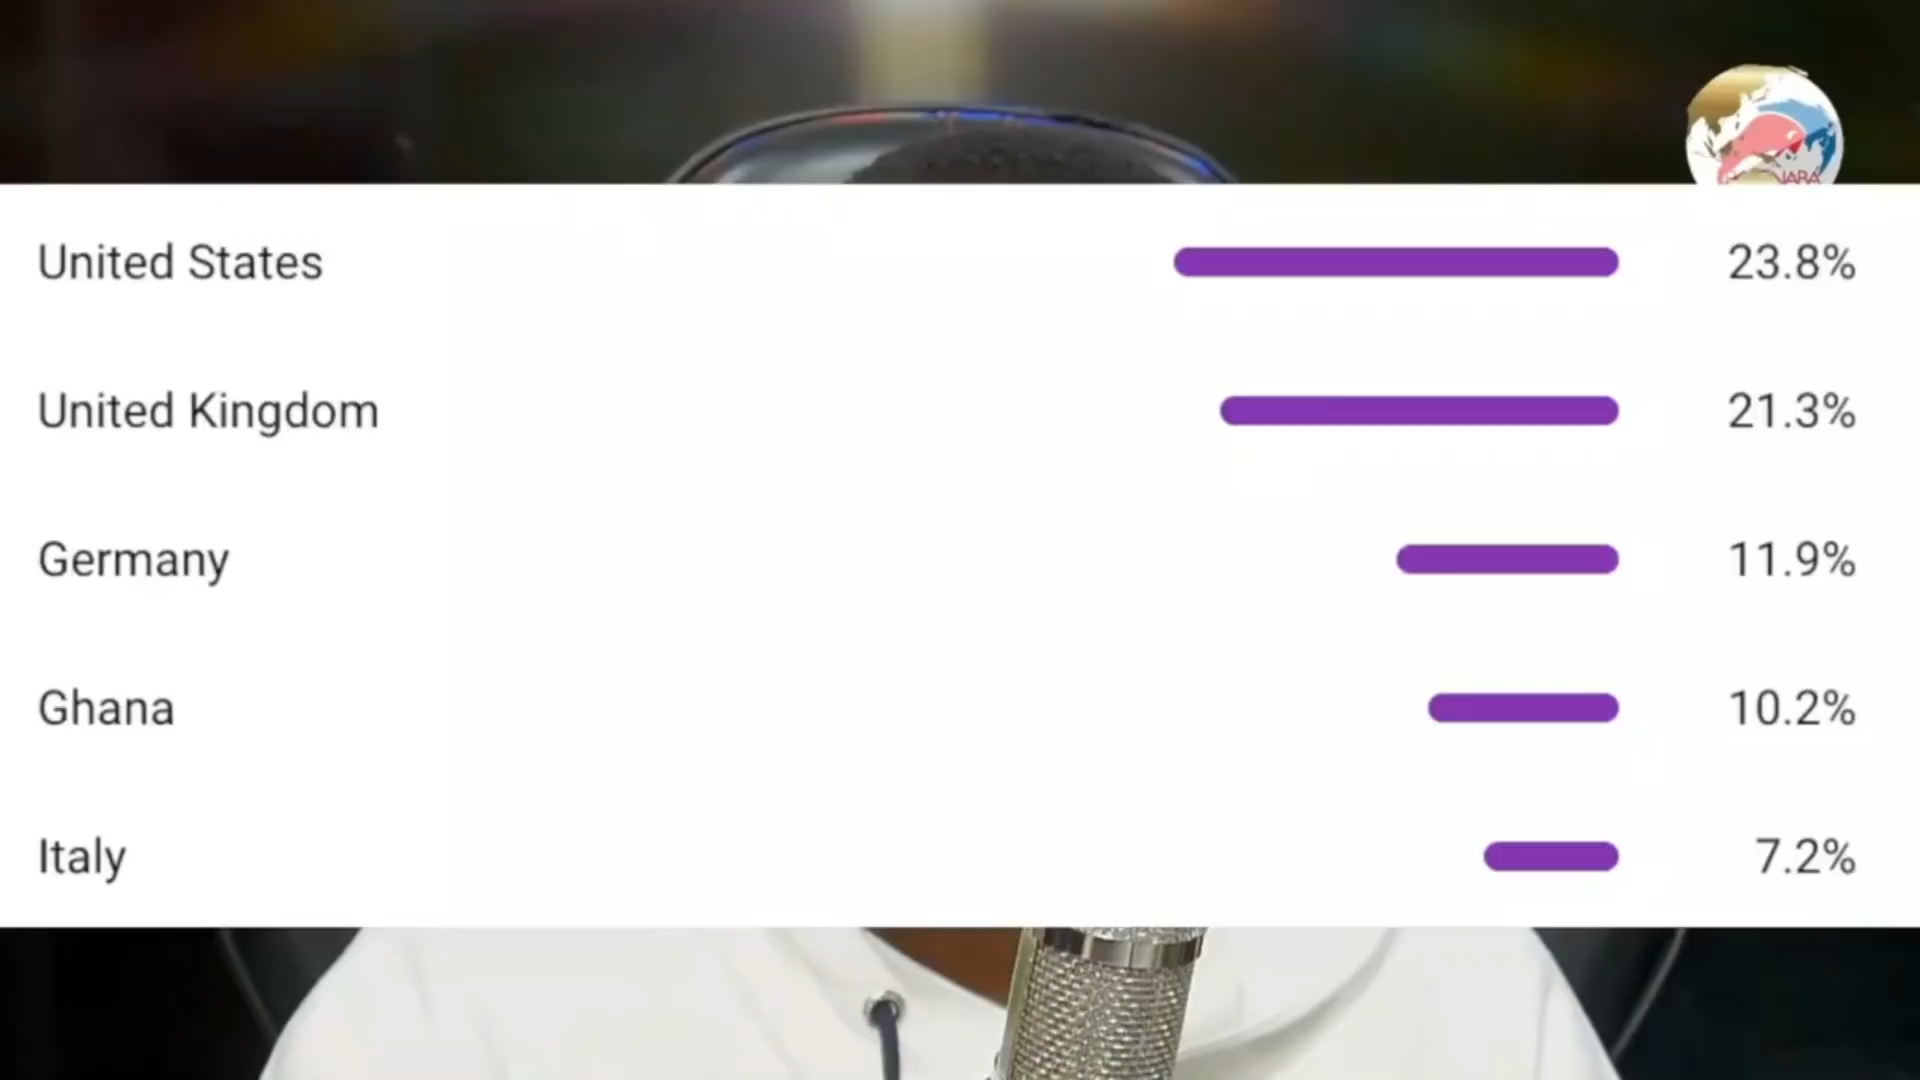 United States 23.8%
United Kingdom 21.3%
Germany 11.9%
Ghana 10.2%
Italy 7.2%